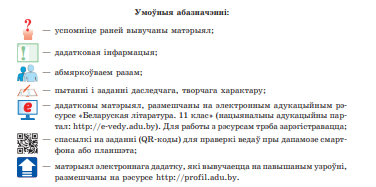 Умоўныя абазначэнні:
— успомніце раней вывучаны матэрыял;
— дадатковая інфармацыя;
— абмяркоўваем разам;
— пытанні і заданні даследчага, творчага характару;
— дадатковы матэрыял, размешчаны на электронным адукацыйным рэ-
сурсе «Беларуская літаратура. 11 клас» (нацыянальны адукацыйны пар-
тал: http://e-vedy.adu.by). Для работы з рэсурсам трэба зарэгістравацца;
— спасылкі на заданні (QR-коды) для праверкі ведаў пры дапамозе смарт-
фона або планшэта;
— матэрыял электроннага дадатку, які вывучаецца на павышаным узроўні,
размешчаны на рэсурсе http://profil.adu.by.